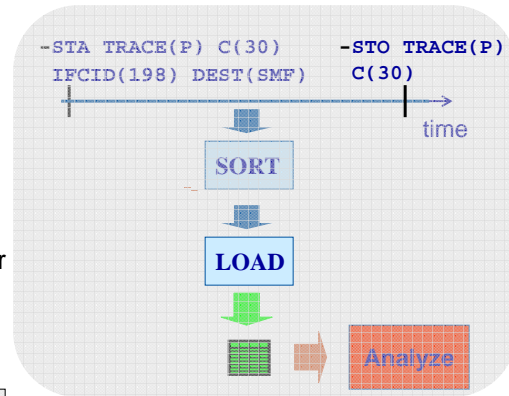 -STA TRACE(P) C(30)
IFCID(198) DEST(SMF)
-STO TRACE(P)
C(30)
time
SORT
r
LOAD
Analyze